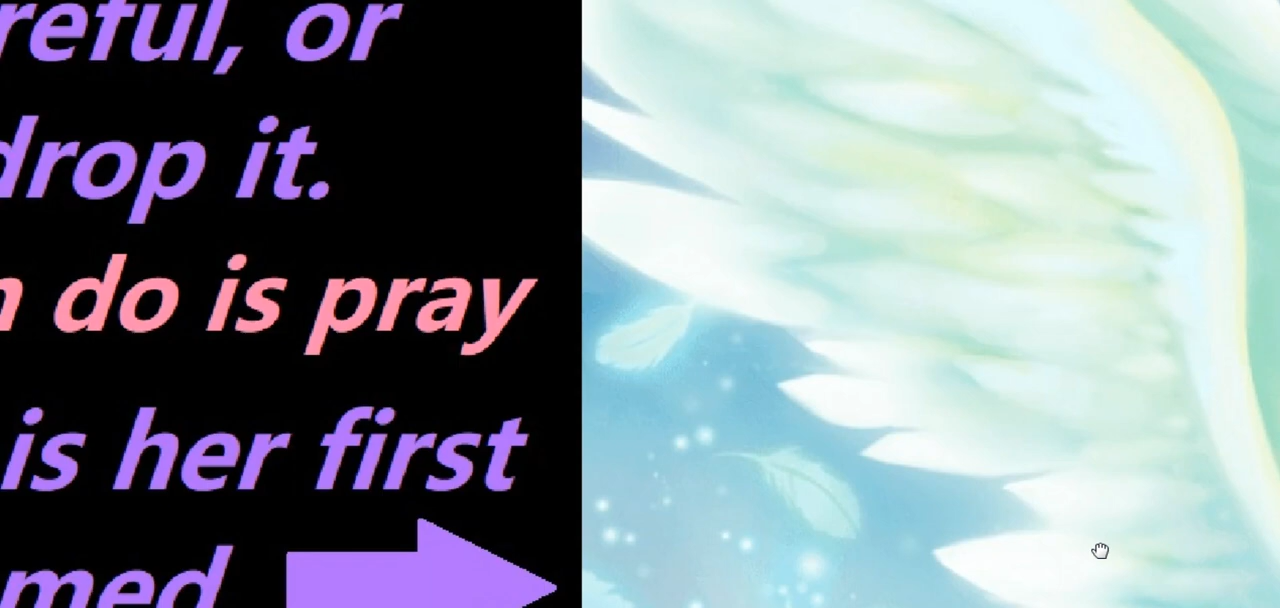 reful, or
drop it.
n do is pray
is her first
med